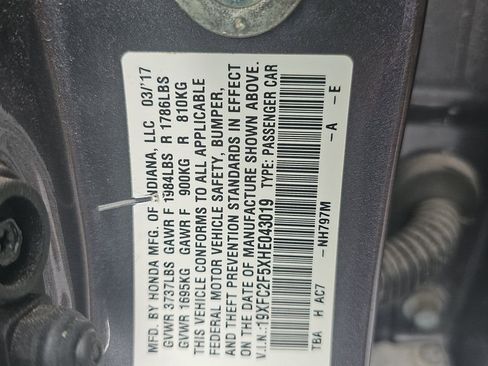 MFD. BY HONDA MFG. OF INDIANA, LLC 03/'17
GVWR 3737LBS GAWR F 1984LBS R 1786LBS
GVWR 1695KG GAWR F 900KG R 810KG
THIS VEHICLE CONFORMS TO ALL APPLICABLE
FEDERAL MOTOR VEHICLE SAFETY, BUMPER,
AND THEFT PREVENTION STANDARDS IN EFFECT
ON THE DATE OF MANUFACTURE SHOWN ABOVE.
V.I.N.:19XFC2F5XHE043019 TYPE: PASSENGER CAR
NH797M A E
TBA H AC7